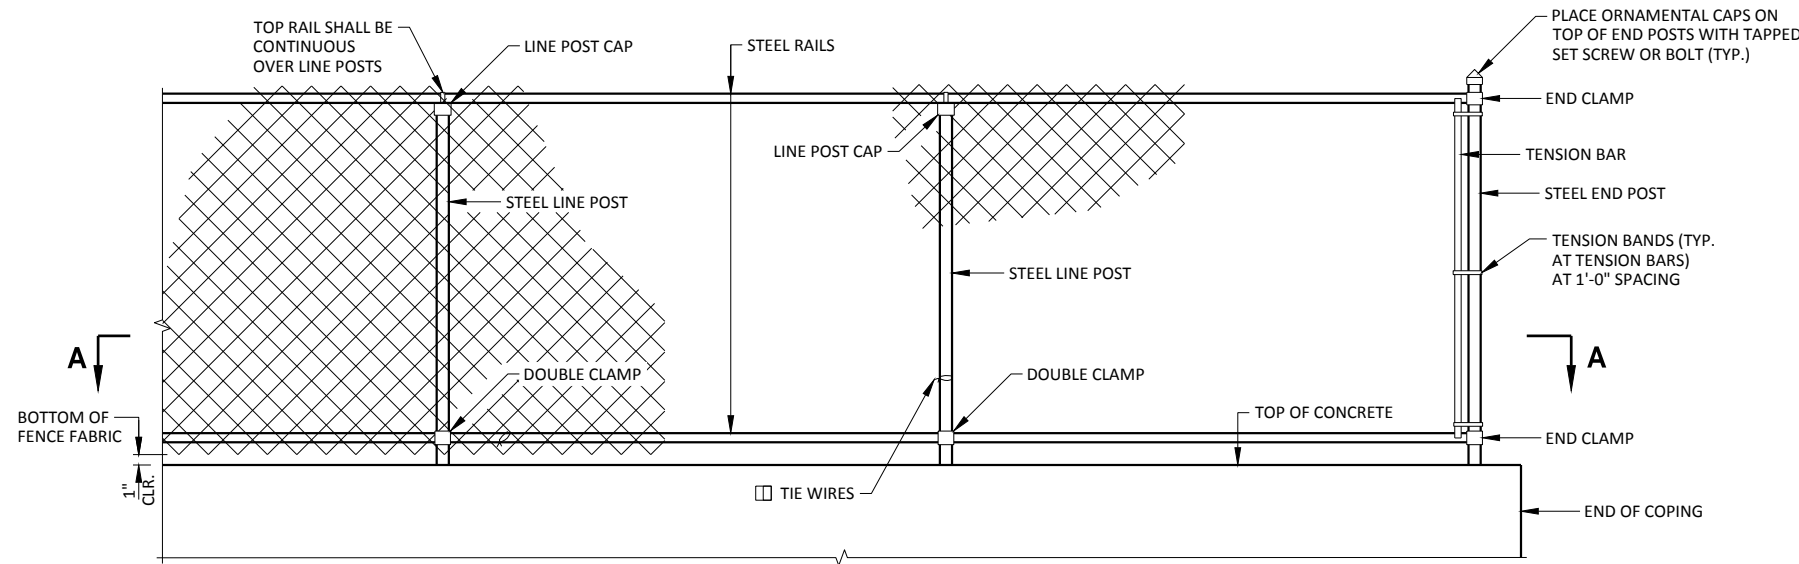 TOP RAIL SHALL BE
CONTINUOUS
OVER LINE POSTS
LINE POST CAP
STEEL RAILS
PLACE ORNAMENTAL CAPS ON
TOP OF END POSTS WITH TAPPED
SET SCREW OR BOLT (TYP.)
END CLAMP
LINE POST CAP
TENSION BAR
STEEL LINE POST
STEEL END POST
TENSION BANDS (TYP.
AT TENSION BARS)
AT 1'-0" SPACING
STEEL LINE POST
A
A
DOUBLE CLAMP
DOUBLE CLAMP
BOTTOM OF
FENCE FABRIC
TOP OF CONCRETE
END CLAMP
1"
CLR.
TIE WIRES
END OF COPING